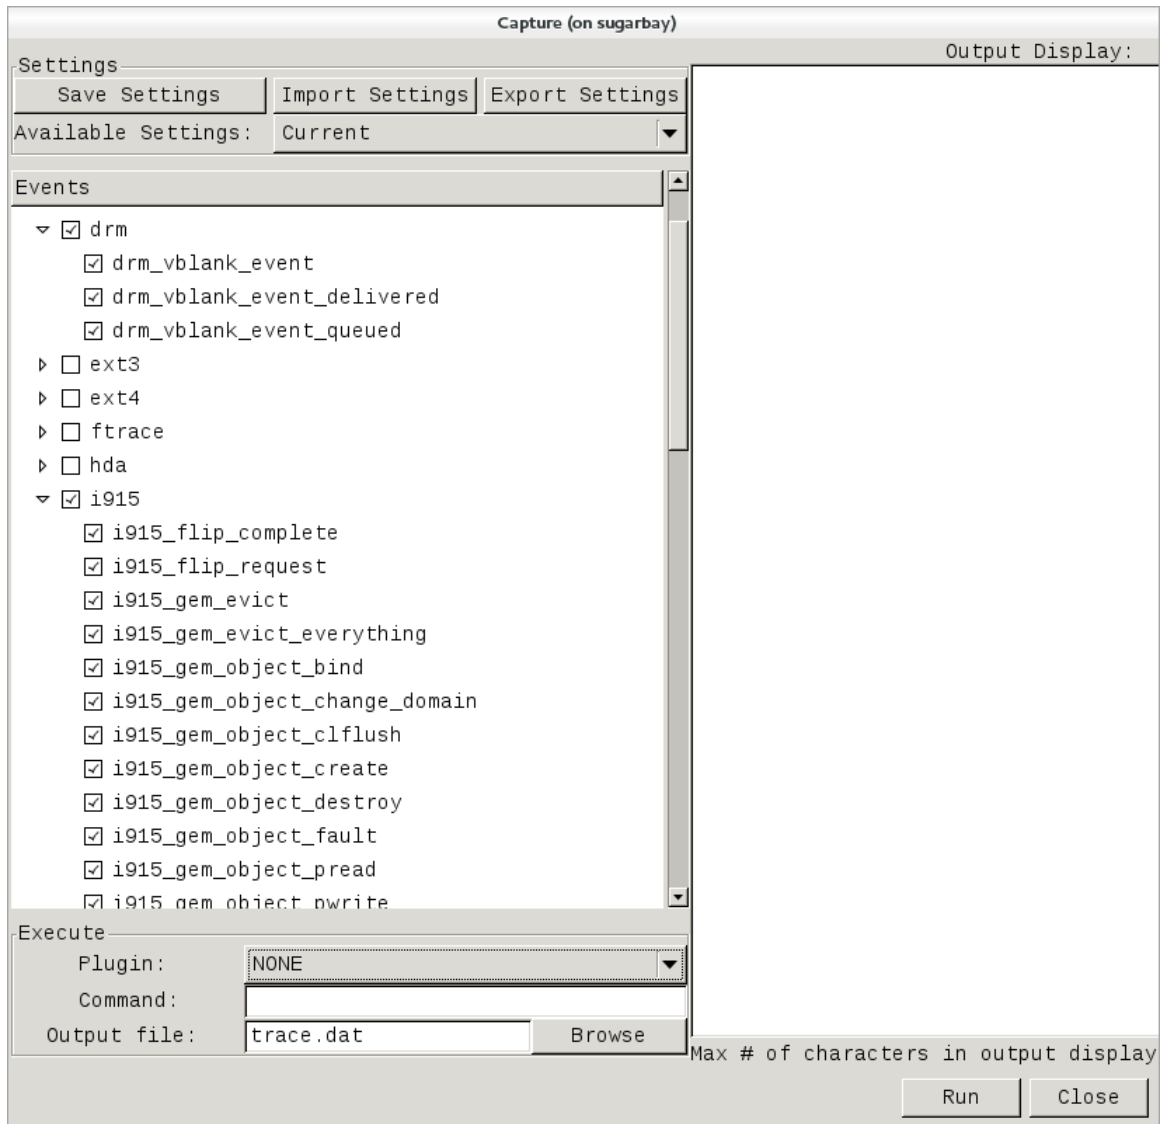 Capture (on sugarbay)
Settings
Save Settings Import Settings Export Settings
Available Settings: Current
Events
drm
drm_vblank_event
drm_vblank_event_delivered
drm_vblank_event_queued
ext3
ext4
ftrace
hda
i915
i915_flip_complete
i915_flip_request
i915_gem_evict
i915_gem_evict_everything
i915_gem_object_bind
i915_gem_object_change_domain
i915_gem_object_clflush
i915_gem_object_create
i915_gem_object_destroy
i915_gem_object_fault
i915_gem_object_pread
i915_gem_object_pwrite
Execute
Plugin: NONE
Command:
Output file: trace.dat Browse
Output Display:
Max # of characters in output display
Run Close